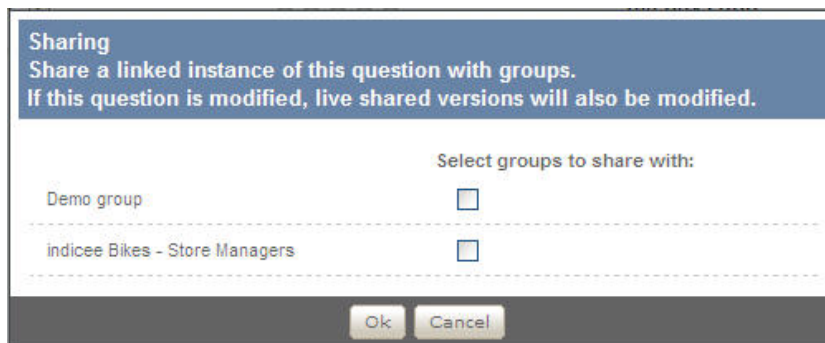 Sharing
Share a linked instance of this question with groups.
If this question is modified, live shared versions will also be modified.
Select groups to share with:
Demo group
indicee Bikes - Store Managers
Ok Cancel